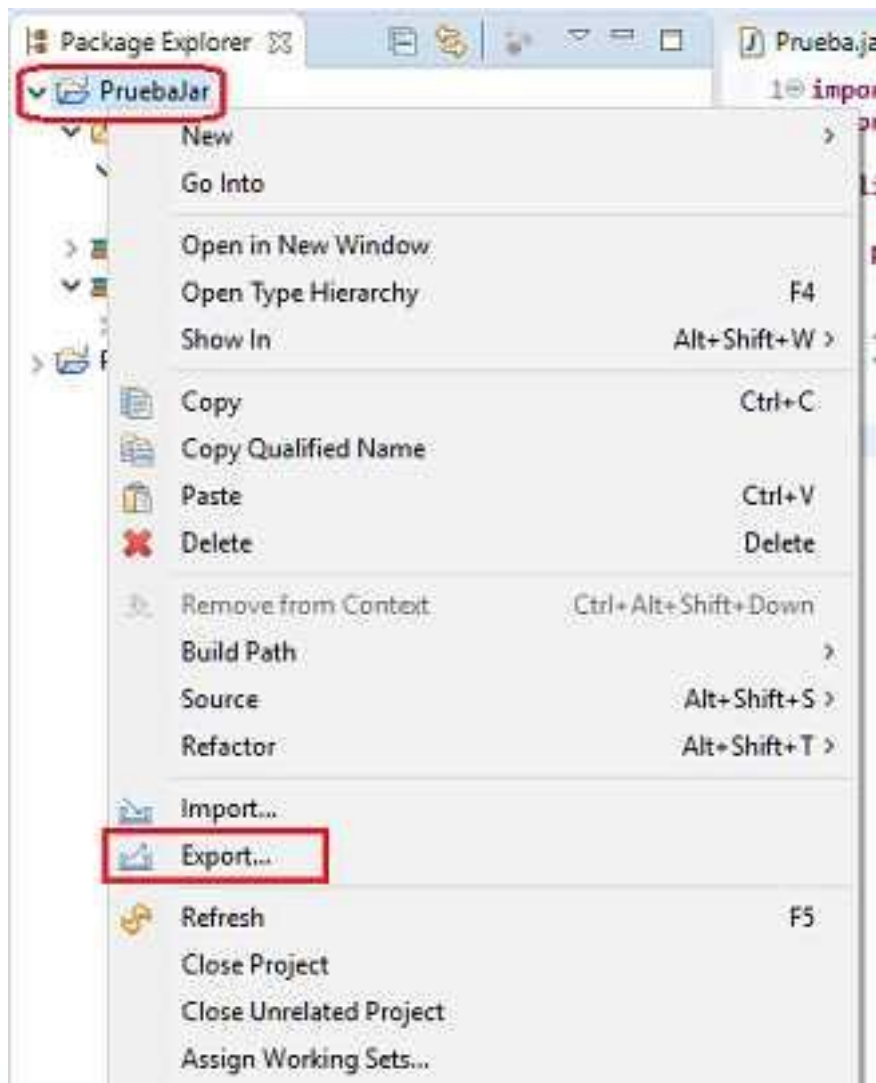 Package Explorer
Prueba.ja
PruebaJar
1 impor
New
Go Into
Open in New Window
Open Type Hierarchy F4
Show In Alt+Shift+W >
Copy Ctrl+C
Copy Qualified Name
Paste Ctrl+V
Delete Delete
Remove from Context Ctrl+Alt+Shift+Down
Build Path >
Source Alt+Shift+S >
Refactor Alt+Shift+T >
Import...
Export...
Refresh F5
Close Project
Close Unrelated Project
Assign Working Sets...